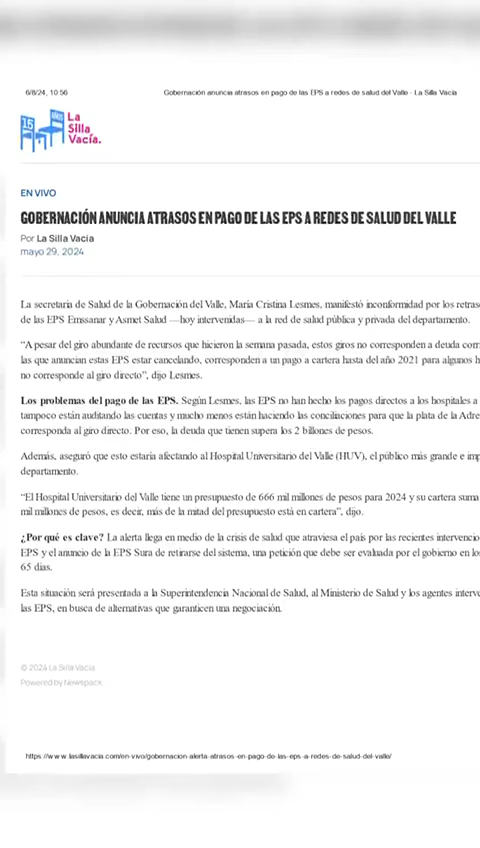 6/8/24, 10:56
Gobernación anuncia atrasos en pago de las EPS a redes de salud del Valle - La Silla Vacía
15 AÑOS
La
Silla
Vacía.
EN VIVO
GOBERNACIÓN ANUNCIA ATRASOS EN PAGO DE LAS EPS A REDES DE SALUD DEL VALLE
Por La Silla Vacia
mayo 29, 2024
La secretaria de Salud de la Gobernación del Valle, María Cristina Lesmes, manifestó inconformidad por los
de las EPS Emssanar y Asmet Salud —hoy intervenidas— a la red de salud pública y privada del departamento.
“A pesar del giro abundante de recursos que hicieron la semana pasada, estos giros no corresponden a deuda
las que anuncian estas EPS estar cancelando, corresponden a un pago a cartera hasta del año 2021 para algunos
no corresponde al giro directo”, dijo Lesmes.
Los problemas del pago de las EPS. Según Lesmes, las EPS no han hecho los pagos directos a los hospitales a
tampoco están auditando las cuentas y mucho menos están haciendo las conciliaciones para que la plata de la Adre
corresponda al giro directo. Por eso, la deuda que tienen supera los 2 billones de pesos.
Además, aseguró que esto estaría afectando al Hospital Universitario del Valle (HUV), el público más grande e
departamento.
“El Hospital Universitario del Valle tiene un presupuesto de 666 mil millones de pesos para 2024 y su cartera suma
mil millones de pesos, es decir, más de la mitad del presupuesto está en cartera”, dijo.
¿Por qué es clave? La alerta llega en medio de la crisis de salud que atraviesa el país por las recientes
EPS y el anuncio de la EPS Sura de retirarse del sistema, una petición que debe ser evaluada por el gobierno en
65 días.
Esta situación será presentada a la Superintendencia Nacional de Salud, al Ministerio de Salud y los agentes
las EPS, en busca de alternativas que garanticen una negociación.
© 2024 La Silla Vacia
Powered by Newspack
https://www.lasillavacia.com/en-vivo/gobernacion-alerta-atrasos-en-pago-de-las-eps-a-redes-de-salud-del-valle/